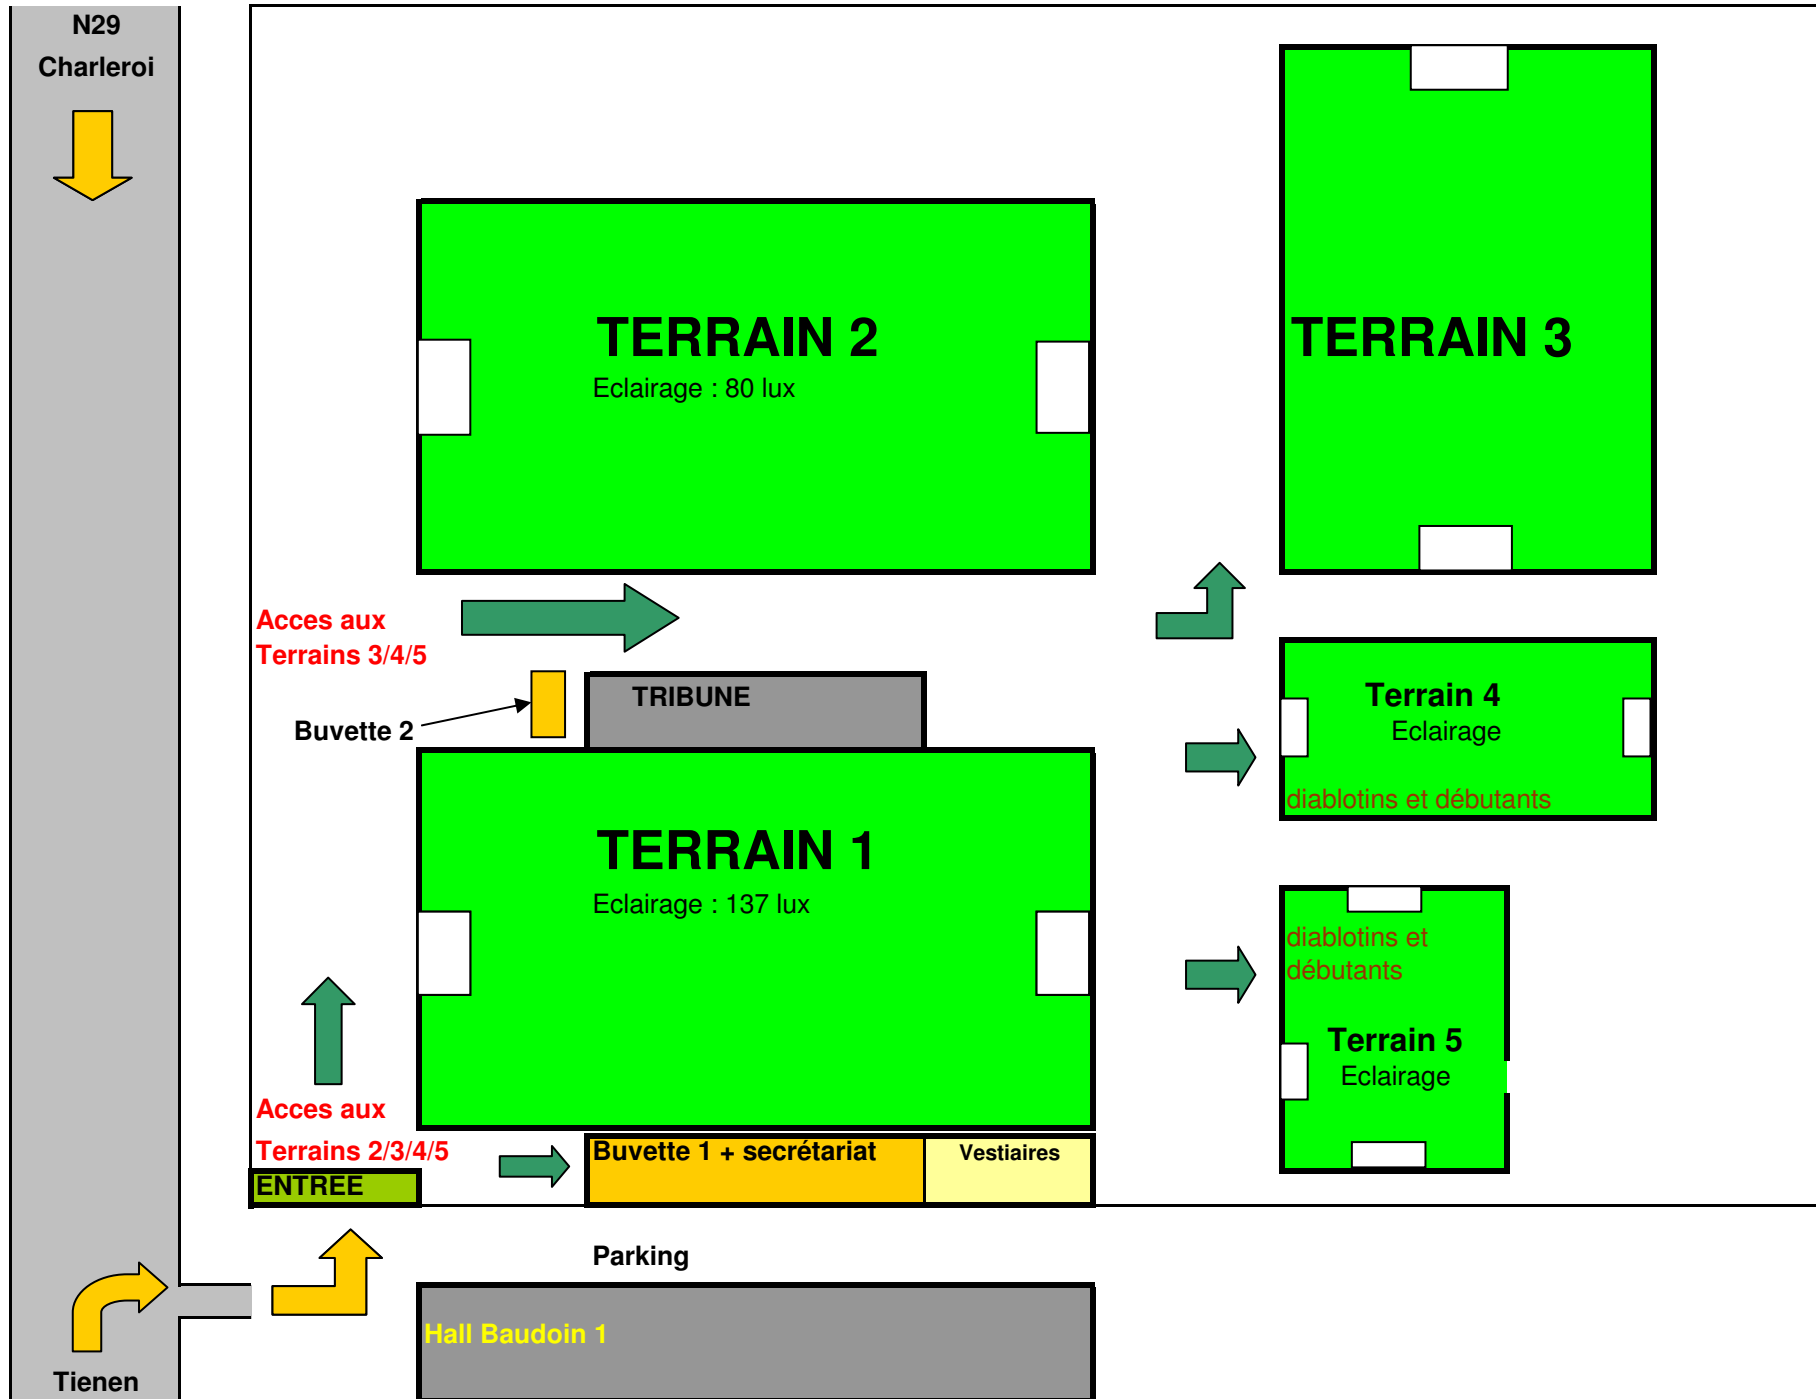 N29
Charleroi
TERRAIN 2
Eclairage : 80 lux
TERRAIN 3
Acces aux
Terrains 3/4/5
Buvette 2
TRIBUNE
Terrain 4
Eclairage
diablotins et débutants
TERRAIN 1
Eclairage : 137 lux
diablotins et
débutants
Terrain 5
Eclairage
Acces aux
Terrains 2/3/4/5
ENTREE
Buvette 1 + secrétariat
Vestiaires
Parking
Hall Baudoin 1
Tienen